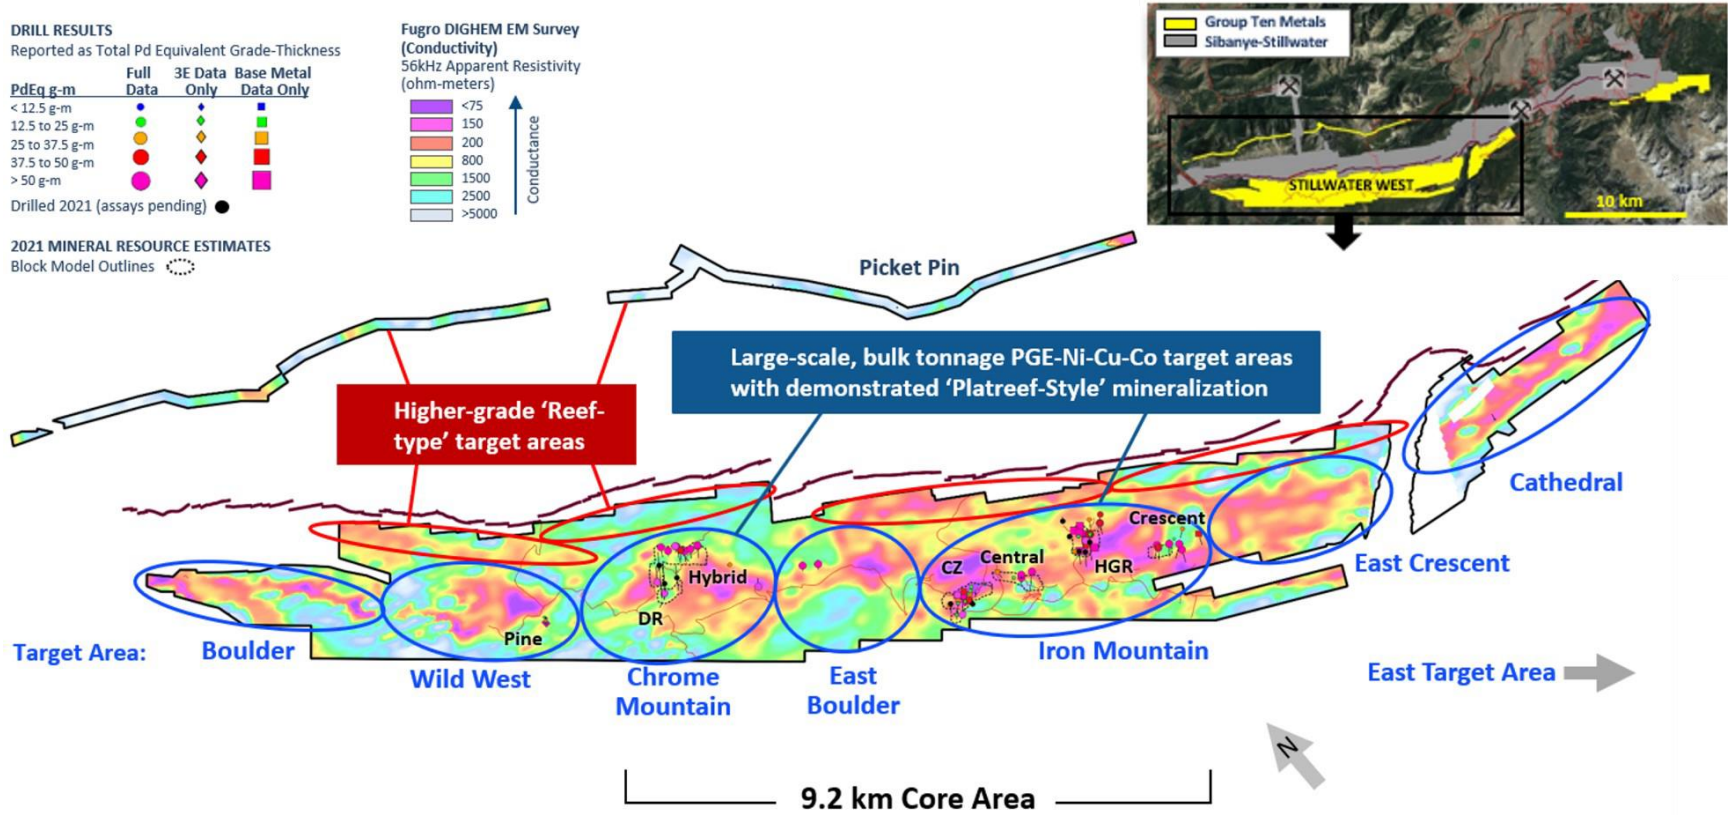 DRILL RESULTS
Reported as Total Pd Equivalent Grade-Thickness
Full 3E Data Base Metal
PdEq g-m Data Only Data Only
< 12.5 g-m
12.5 to 25 g-m
25 to 37.5 g-m
37.5 to 50 g-m
> 50 g-m
Drilled 2021 (assays pending)
2021 MINERAL RESOURCE ESTIMATES
Block Model Outlines
Fugro DIGHEM EM Survey
(Conductivity)
56kHz Apparent Resistivity
(ohm-meters)
<75
150
200
800
1500
2500
>5000
Conductance
Group Ten Metals
Sibanye-Stillwater
STILLWATER WEST
10 km
Picket Pin
Higher-grade ‘Reef-
type’ target areas
Large-scale, bulk tonnage PGE-Ni-Cu-Co target areas
with demonstrated ‘Platreef-Style’ mineralization
Cathedral
Crescent
East Crescent
Central
CZ
HGR
Hybrid
DR
Pine
Target Area:
Boulder
Wild West
Chrome
Mountain
East
Boulder
Iron Mountain
East Target Area
N
9.2 km Core Area